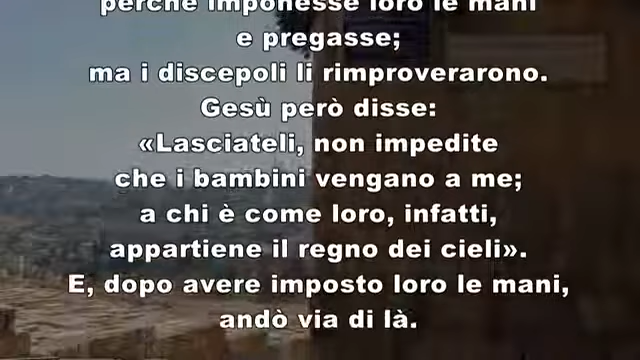 perché imponesse loro le mani
e pregasse;
ma i discepoli li rimproverarono.
Gesù però disse:
«Lasciateli, non impedite
che i bambini vengano a me;
a chi è come loro, infatti,
appartiene il regno dei cieli».
E, dopo avere imposto loro le mani,
andò via di là.